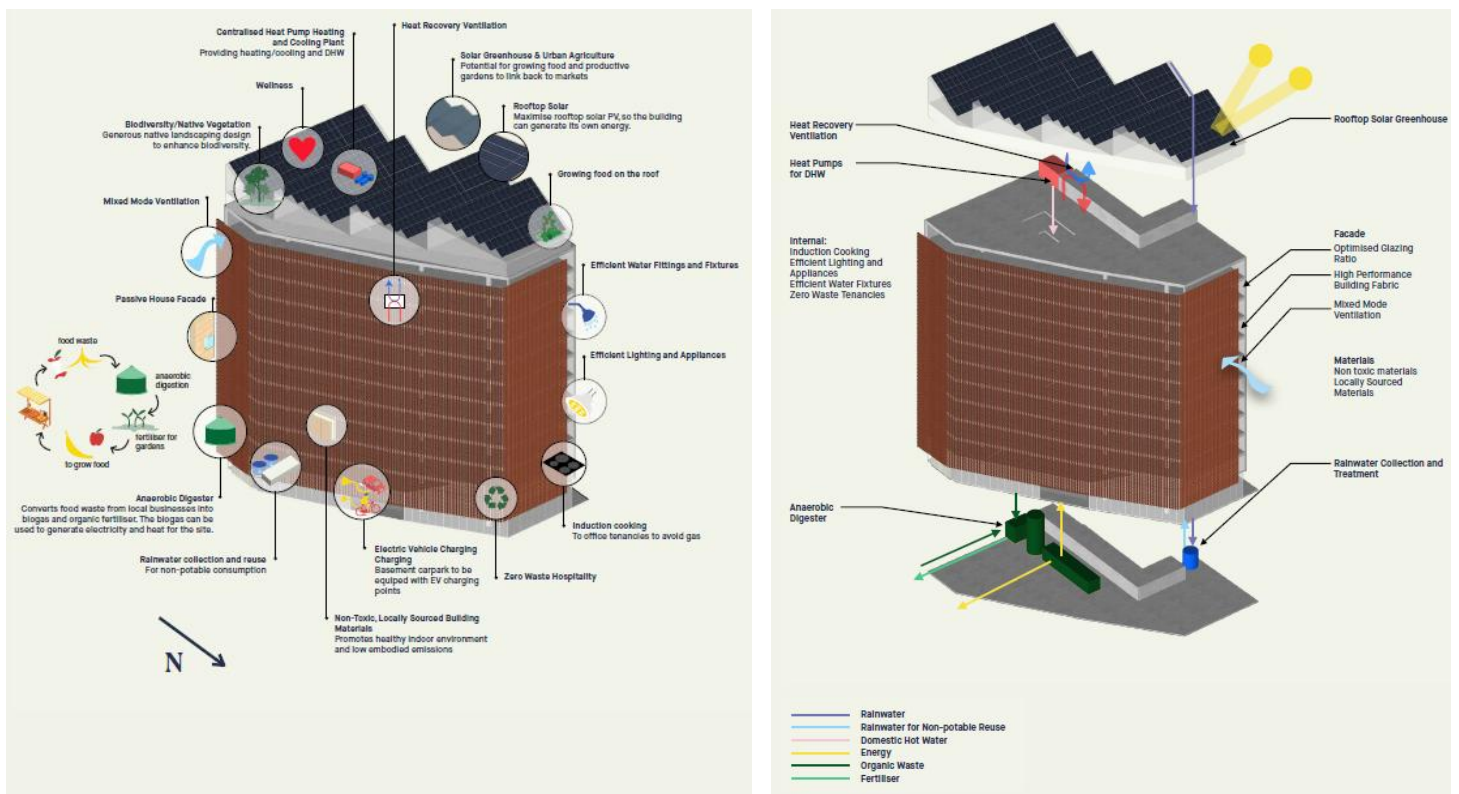 Centralised Heat Pump Heating
and Cooling Plant
Providing heating/cooling and DHW
Heat Recovery Ventilation
Solar Greenhouse & Urban Agriculture
Potential for growing food and productive
gardens to link back to markets
Wellness
Rooftop Solar
Maximise rooftop solar PV, so the building
can generate its own energy.
Biodiversity/Native Vegetation
Generous native landscaping design
to enhance biodiversity.
Growing food on the roof
Mixed Mode Ventilation
Efficient Water Fittings and Fixtures
Passive House Facade
food waste
anaerobic
digestion
fertiliser for
gardens
to grow food
Efficient Lighting and Appliances
Anaerobic Digester
Converts food waste from local businesses into
biogas and organic fertiliser. The biogas can be
used to generate electricity and heat for the site.
Induction cooking
To office tenancies to avoid gas
Rainwater collection and reuse
For non-potable consumption
Electric Vehicle Charging
Charging
Basement carpark to be
equiped with EV charging
points
Zero Waste Hospitality
Non-Toxic, Locally Sourced Building
Materials
Promotes healthy indoor environment
and low embodied emissions
N
Heat Recovery
Ventilation
Heat Pumps
for DHW
Rooftop Solar Greenhouse
Internal:
Induction Cooking
Efficient Lighting and
Appliances
Efficient Water Fixtures
Zero Waste Tenancies
Facade
Optimised Glazing
Ratio
High Performance
Building Fabric
Mixed Mode
Ventilation
Materials
Non toxic materials
Locally Sourced
Materials
Rainwater Collection and
Treatment
Anaerobic
Digester
Rainwater
Rainwater for Non-potable Reuse
Domestic Hot Water
Energy
Organic Waste
Fertiliser